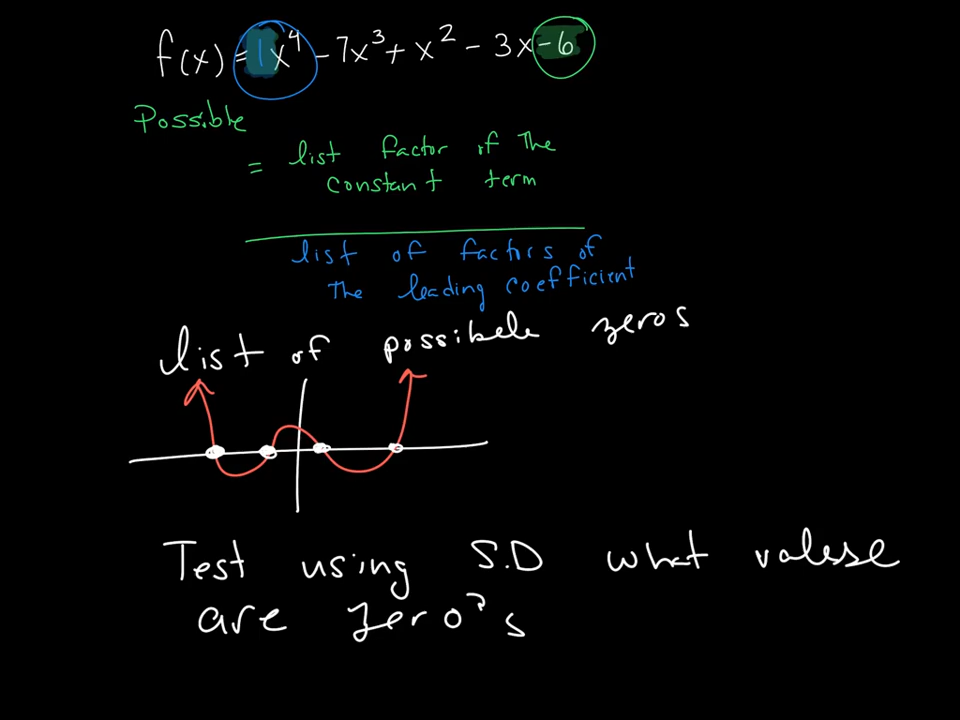 f(x) = 1x⁴ - 7x³ + x² - 3x - 6
Possible
= list factor of the
constant term
list of factors of
the leading coefficient
list of possibele zeros
Test using S.D what valese
are zero's